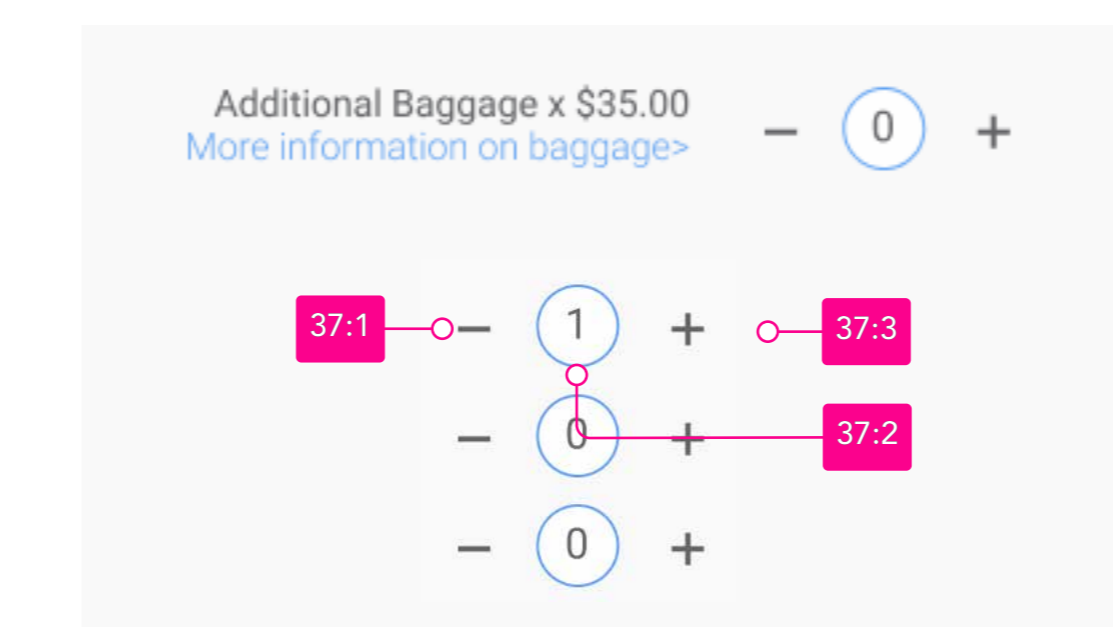 Additional Baggage x $35.00
More information on baggage>
− 0 +
37:1
− 1 +
37:3
− 0 +
37:2
− 0 +